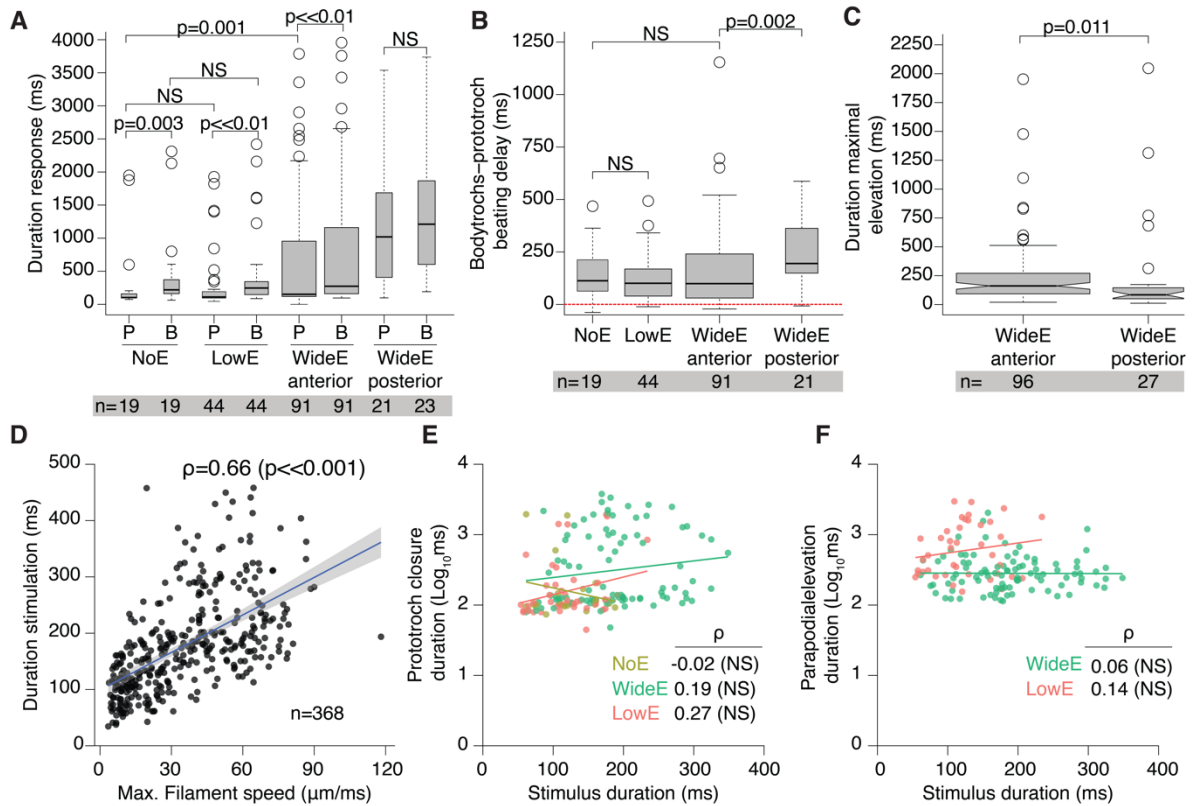 A
Duration response (ms)
4000
3500
3000
2500
2000
1500
1000
500
0
p=0.001
p<<0.01
NS
NS
NS
p=0.003
p<<0.01
P B P B P B P B
NoE LowE WideE anterior WideE posterior
n=19 19 44 44 91 91 21 23
B
Bodytrochs-prototroch
beating delay (ms)
1250
1000
750
500
250
0
NS
p=0.002
NS
NoE LowE WideE anterior WideE posterior
n=19 44 91 21
C
Duration maximal
elevation (ms)
2250
2000
1750
1500
1250
1000
750
500
250
0
p=0.011
WideE anterior WideE posterior
n= 96 27
D
Duration stimulation (ms)
500
400
300
200
100
0
ρ=0.66 (p<<0.001)
n=368
0 30 60 90 120
Max. Filament speed (μm/ms)
E
Prototroch closure
duration (Log10ms)
4
3
2
1
0
ρ
NoE -0.02 (NS)
WideE 0.19 (NS)
LowE 0.27 (NS)
0 100 200 300 400
Stimulus duration (ms)
F
Parapodialelevation
duration (Log10ms)
4
3
2
1
0
ρ
WideE 0.06 (NS)
LowE 0.14 (NS)
0 100 200 300 400
Stimulus duration (ms)